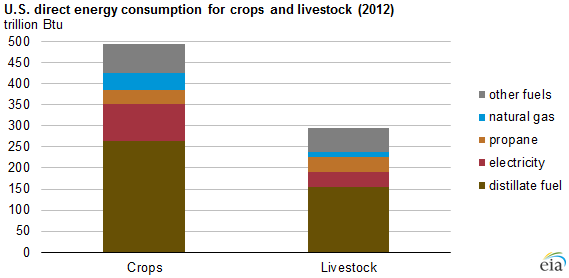 U.S. direct energy consumption for crops and livestock (2012)
trillion Btu
500
450
400
350
300
250
200
150
100
50
0
Crops
Livestock
other fuels
natural gas
propane
electricity
distillate fuel
eia